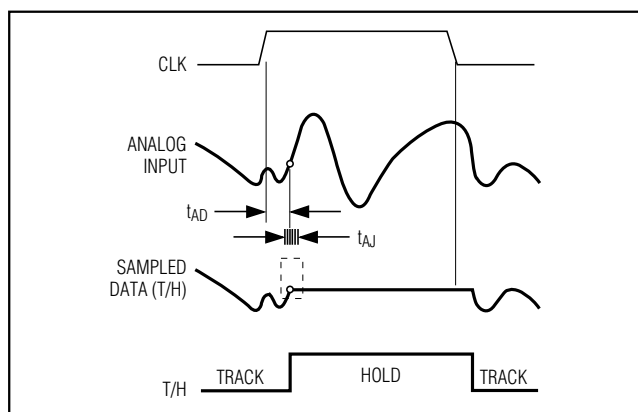 CLK
ANALOG
INPUT
tAD
tAJ
SAMPLED
DATA (T/H)
TRACK HOLD TRACK
T/H